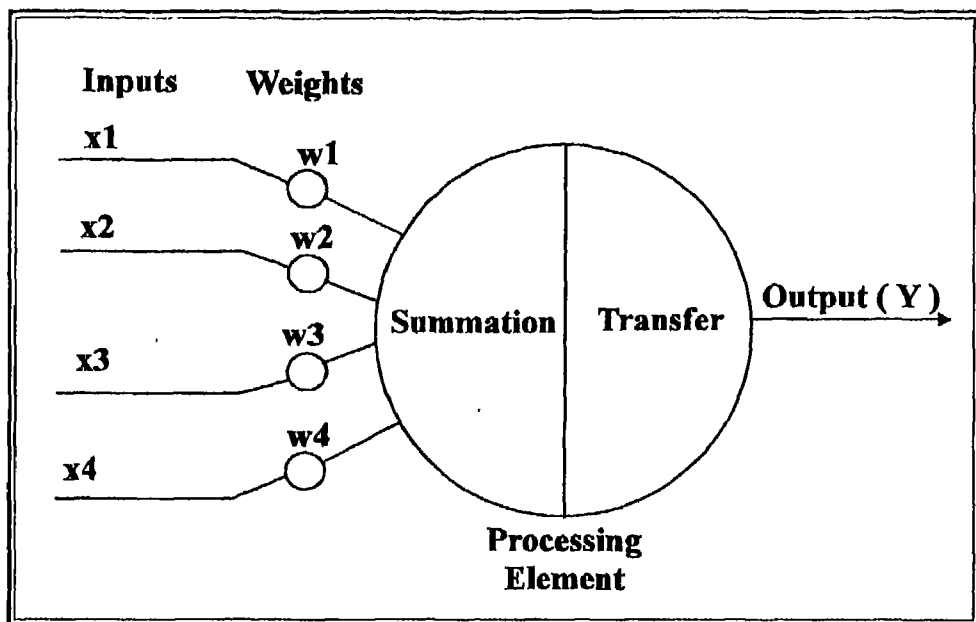 Inputs Weights
x1
w1
x2
w2
Output ( Y )
Summation Transfer
w3
x3
w4
x4
Processing
Element